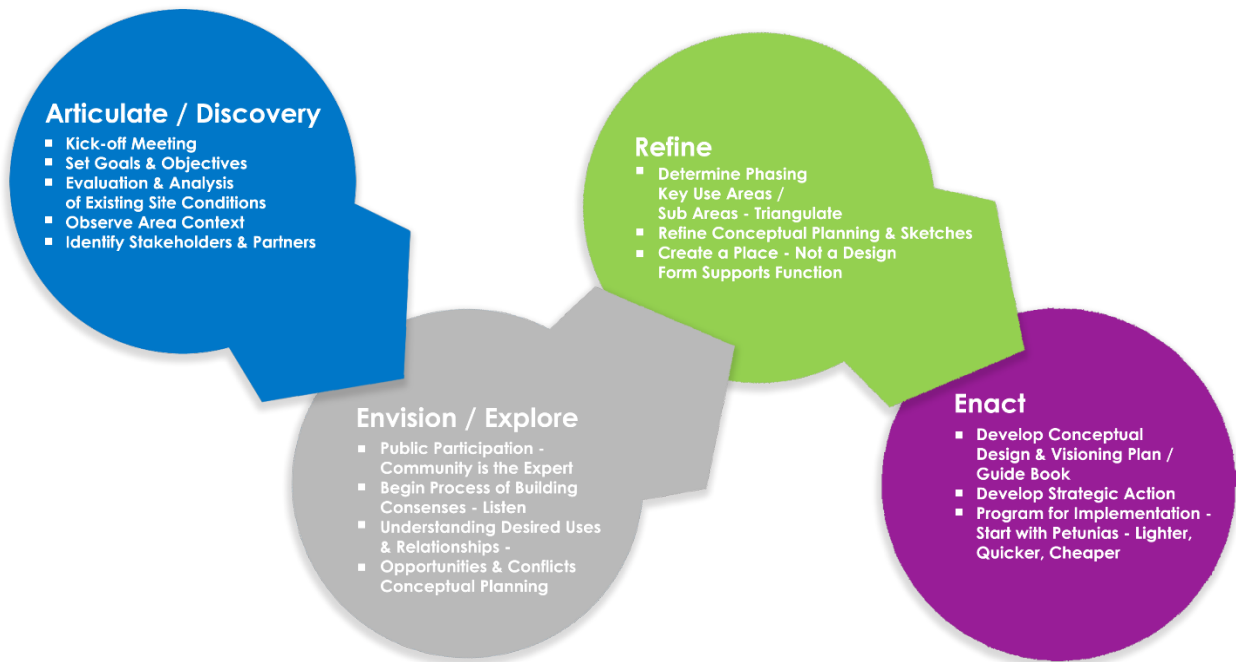 Articulate / Discovery
▪ Kick-off Meeting
▪ Set Goals & Objectives
▪ Evaluation & Analysis
of Existing Site Conditions
▪ Observe Area Context
▪ Identify Stakeholders & Partners
Envision / Explore
▪ Public Participation -
Community is the Expert
▪ Begin Process of Building
Consenses - Listen
▪ Understanding Desired Uses
& Relationships -
▪ Opportunities & Conflicts
Conceptual Planning
Refine
▪ Determine Phasing
Key Use Areas /
Sub Areas - Triangulate
▪ Refine Conceptual Planning & Sketches
▪ Create a Place - Not a Design
Form Supports Function
Enact
▪ Develop Conceptual
Design & Visioning Plan /
Guide Book
▪ Develop Strategic Action
▪ Program for Implementation -
Start with Petunias - Lighter,
Quicker, Cheaper